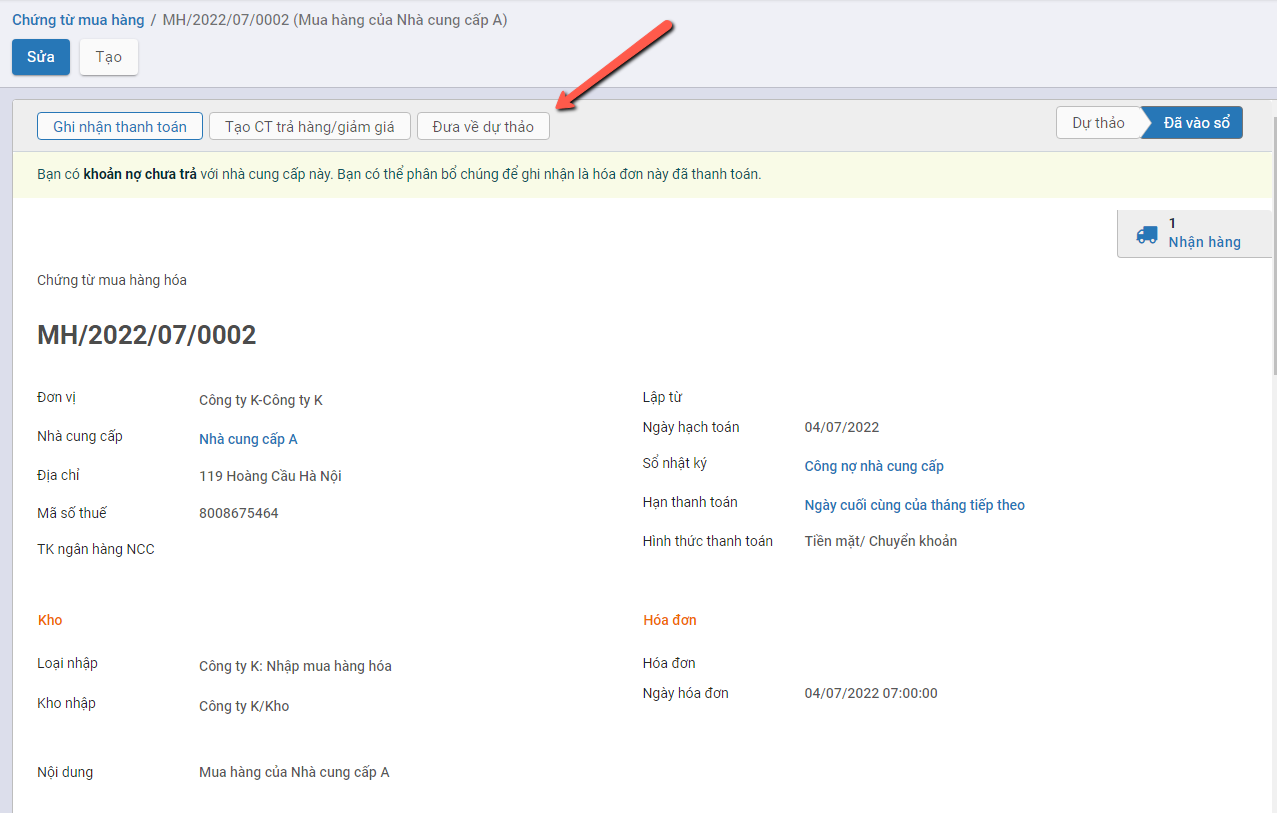 Chứng từ mua hàng / MH/2022/07/0002 (Mua hàng của Nhà cung cấp A)
Sửa Tạo
Ghi nhận thanh toán Tạo CT trả hàng/giảm giá Đưa về dự thảo Dự thảo Đã vào sổ
Bạn có khoản nợ chưa trả với nhà cung cấp này. Bạn có thể phân bổ chúng để ghi nhận là hóa đơn này đã thanh toán.
1
Nhận hàng
Chứng từ mua hàng hóa
MH/2022/07/0002
Đơn vị Công ty K-Công ty K
Nhà cung cấp Nhà cung cấp A
Địa chỉ 119 Hoàng Cầu Hà Nội
Mã số thuế 8008675464
TK ngân hàng NCC
Lập từ
Ngày hạch toán 04/07/2022
Sổ nhật ký Công nợ nhà cung cấp
Hạn thanh toán Ngày cuối cùng của tháng tiếp theo
Hình thức thanh toán Tiền mặt/ Chuyển khoản
Kho
Loại nhập Công ty K: Nhập mua hàng hóa
Kho nhập Công ty K/Kho
Hóa đơn
Hóa đơn
Ngày hóa đơn 04/07/2022 07:00:00
Nội dung Mua hàng của Nhà cung cấp A